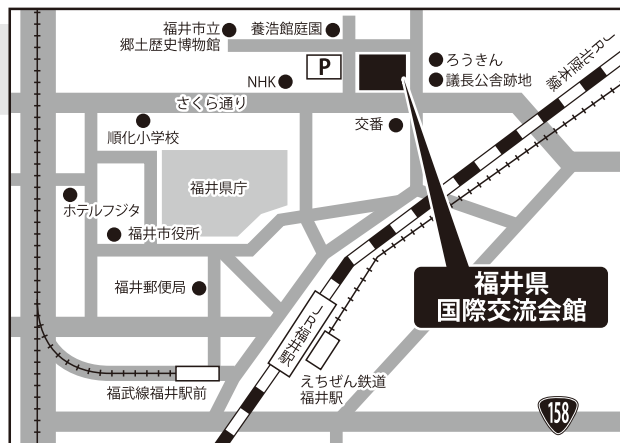 福井市立
郷土歴史博物館
養浩館庭園
P
NHK
ろうきん
議長公舎跡地
JR北陸本線
さくら通り
交番
順化小学校
福井県庁
ホテルフジタ
福井市役所
福井県
国際交流会館
福井郵便局
JR福井駅
えちぜん鉄道
福井駅
福武線福井駅前
158